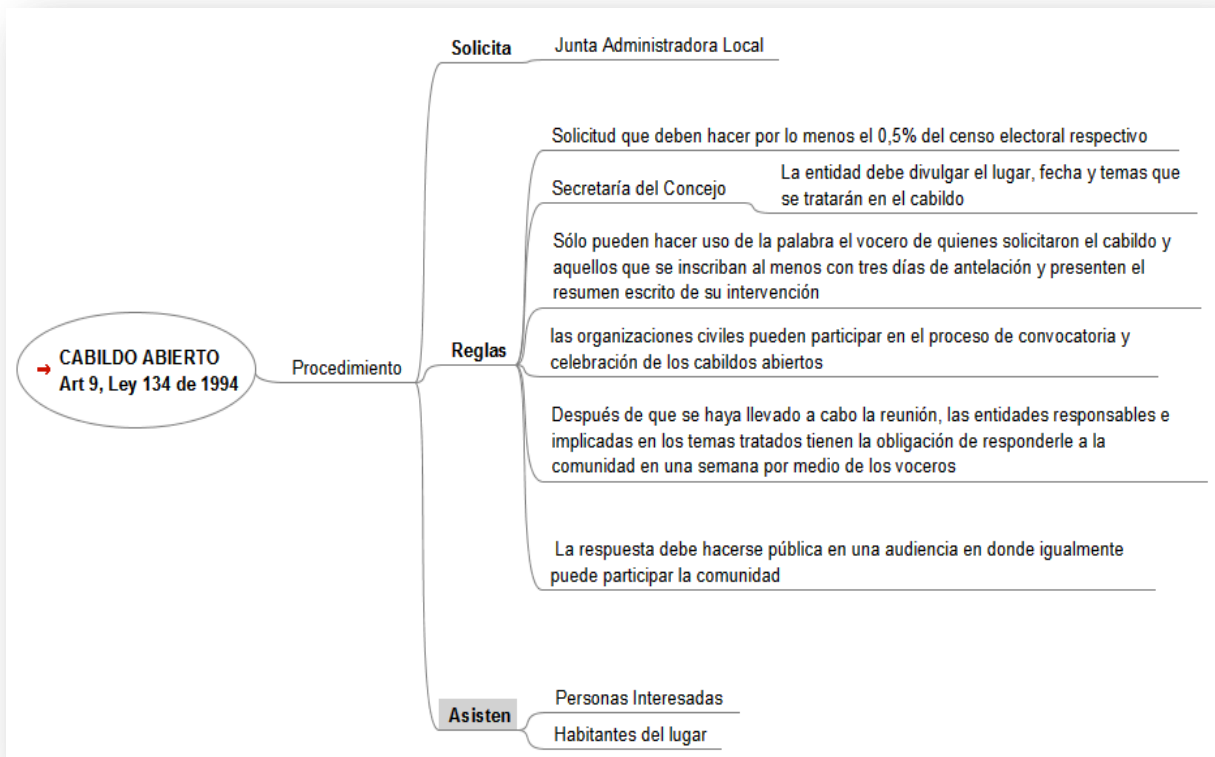 CABILDO ABIERTO
Art 9, Ley 134 de 1994
Procedimiento
Solicita
Junta Administradora Local
Reglas
Solicitud que deben hacer por lo menos el 0,5% del censo electoral respectivo
Secretaría del Concejo
La entidad debe divulgar el lugar, fecha y temas que
se tratarán en el cabildo
Sólo pueden hacer uso de la palabra el vocero de quienes solicitaron el cabildo y
aquellos que se inscriban al menos con tres días de antelación y presenten el
resumen escrito de su intervención
las organizaciones civiles pueden participar en el proceso de convocatoria y
celebración de los cabildos abiertos
Después de que se haya llevado a cabo la reunión, las entidades responsables e
implicadas en los temas tratados tienen la obligación de responderle a la
comunidad en una semana por medio de los voceros
La respuesta debe hacerse pública en una audiencia en donde igualmente
puede participar la comunidad
Asisten
Personas Interesadas
Habitantes del lugar